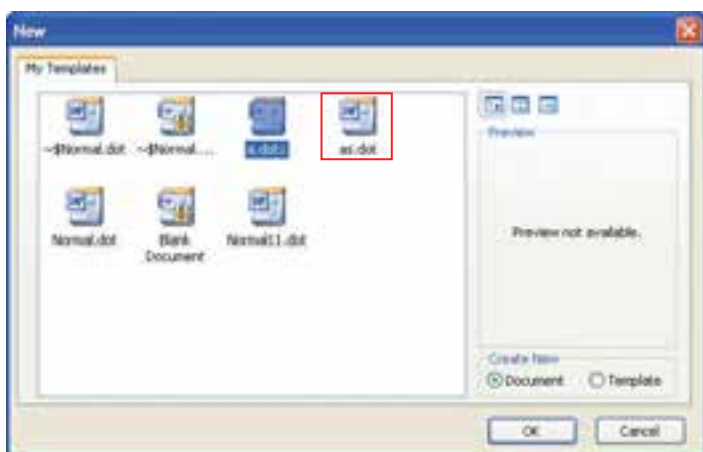 New
My Templates
~$Normal.dot
~$Normal....
as.dot
Normal.dot
Blank
Document
Normal11.dot
Preview
Preview not available.
Create New
Document
Template
OK
Cancel